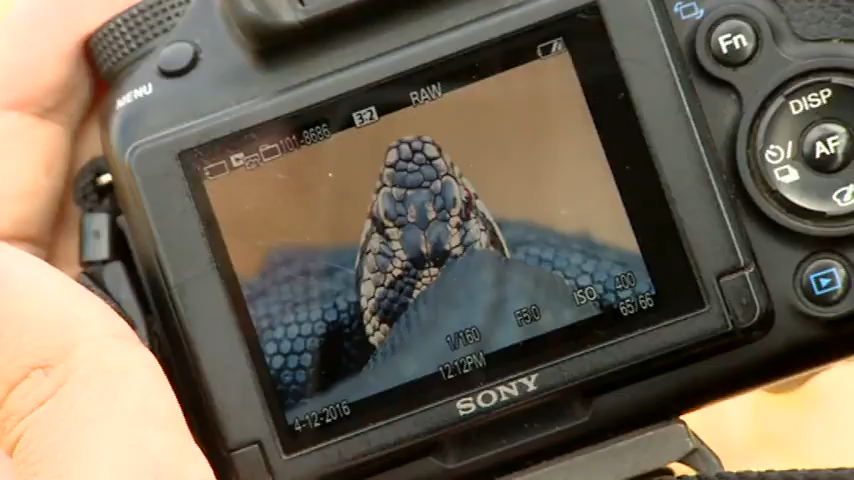 MENU
101-8686
3:2
RAW
Fn
DISP
AF
1/160
F5.0
ISO
400
12:12PM
65/66
4-12-2016
SONY